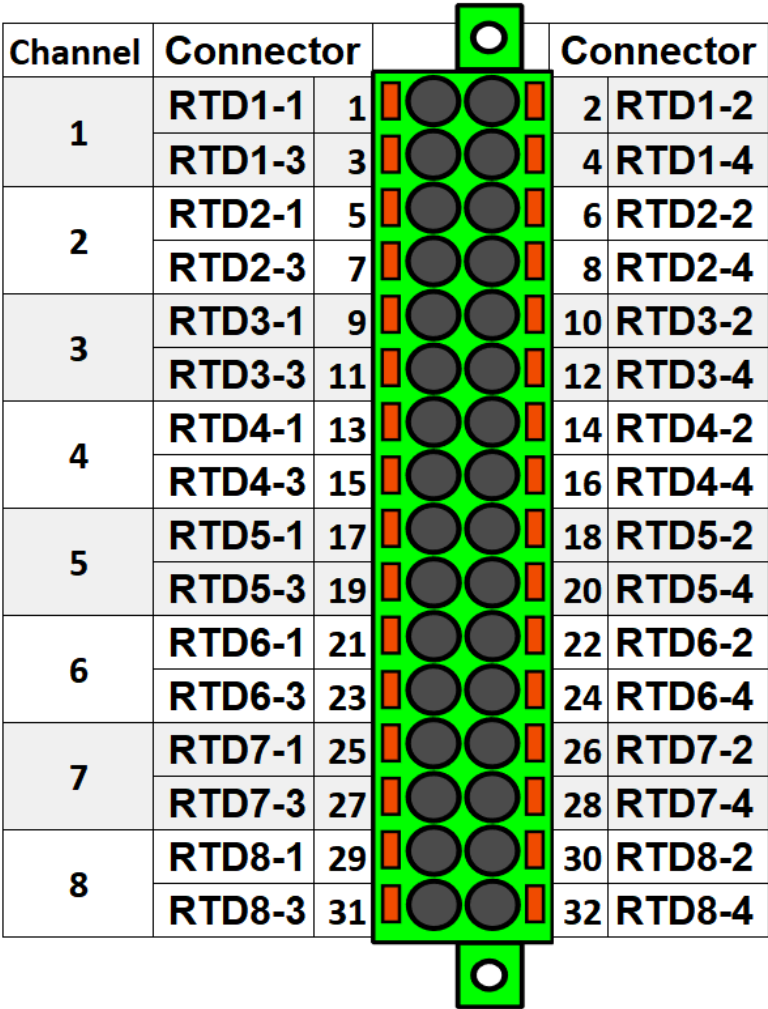 Channel Connector Connector
1
RTD1-1 1 2 RTD1-2
RTD1-3 3 4 RTD1-4
2
RTD2-1 5 6 RTD2-2
RTD2-3 7 8 RTD2-4
3
RTD3-1 9 10 RTD3-2
RTD3-3 11 12 RTD3-4
4
RTD4-1 13 14 RTD4-2
RTD4-3 15 16 RTD4-4
5
RTD5-1 17 18 RTD5-2
RTD5-3 19 20 RTD5-4
6
RTD6-1 21 22 RTD6-2
RTD6-3 23 24 RTD6-4
7
RTD7-1 25 26 RTD7-2
RTD7-3 27 28 RTD7-4
8
RTD8-1 29 30 RTD8-2
RTD8-3 31 32 RTD8-4